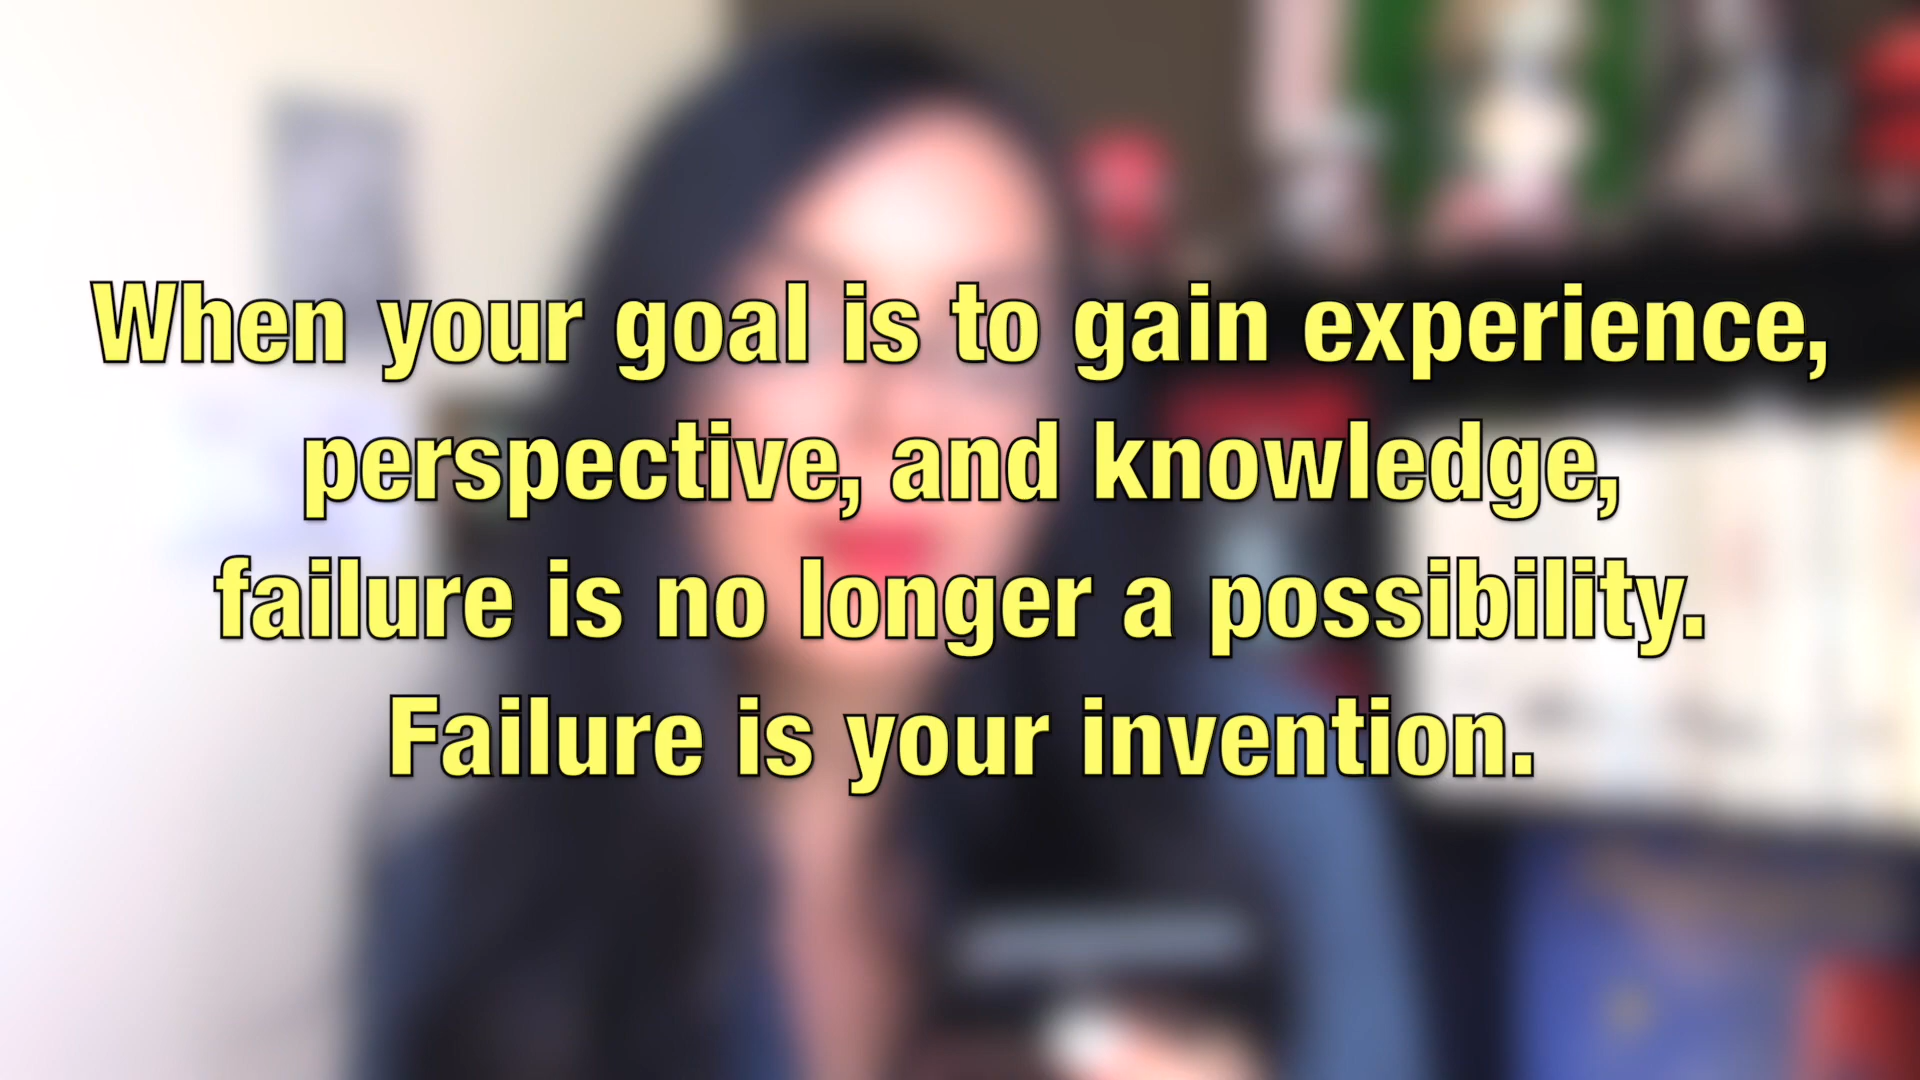 When your goal is to gain experience,
perspective, and knowledge,
failure is no longer a possibility.
Failure is your invention.